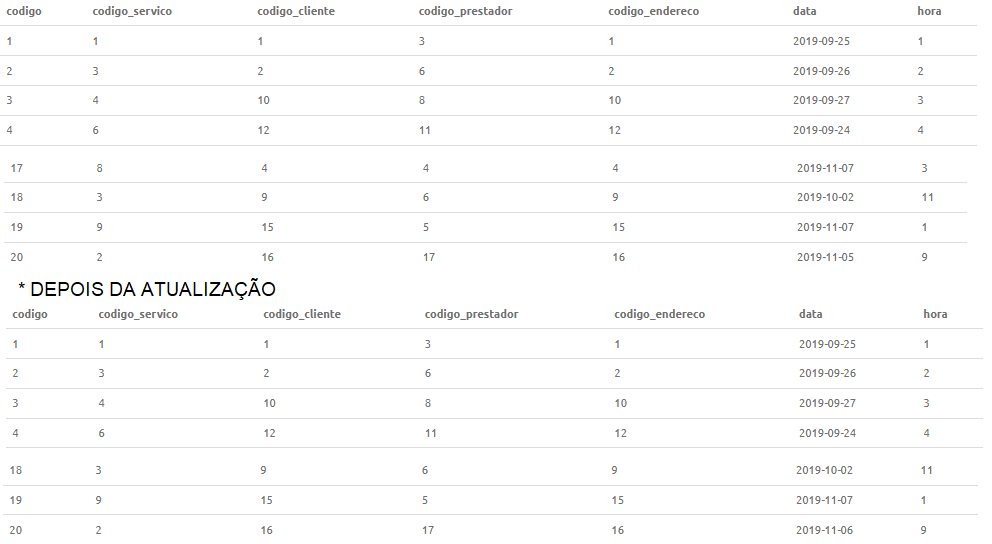 codigo codigo_servico codigo_cliente codigo_prestador codigo_endereco data hora
1 1 1 3 1 2019-09-25 1
2 3 2 6 2 2019-09-26 2
3 4 10 8 10 2019-09-27 3
4 6 12 11 12 2019-09-24 4
17 8 4 4 4 2019-11-07 3
18 3 9 6 9 2019-10-02 11
19 9 15 5 15 2019-11-07 1
20 2 16 17 16 2019-11-05 9
* DEPOIS DA ATUALIZAÇÃO
codigo codigo_servico codigo_cliente codigo_prestador codigo_endereco data hora
1 1 1 3 1 2019-09-25 1
2 3 2 6 2 2019-09-26 2
3 4 10 8 10 2019-09-27 3
4 6 12 11 12 2019-09-24 4
18 3 9 6 9 2019-10-02 11
19 9 15 5 15 2019-11-07 1
20 2 16 17 16 2019-11-06 9